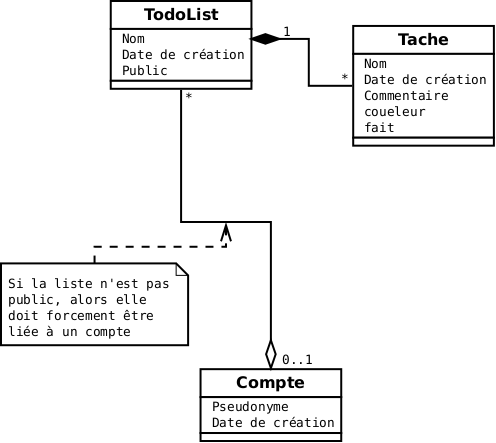 TodoList
Nom
Date de création
Public
1
*
Tache
Nom
Date de création
Commentaire
coueleur
fait
*
Si la liste n'est pas
public, alors elle
doit forcement être
liée à un compte
0..1
Compte
Pseudonyme
Date de création